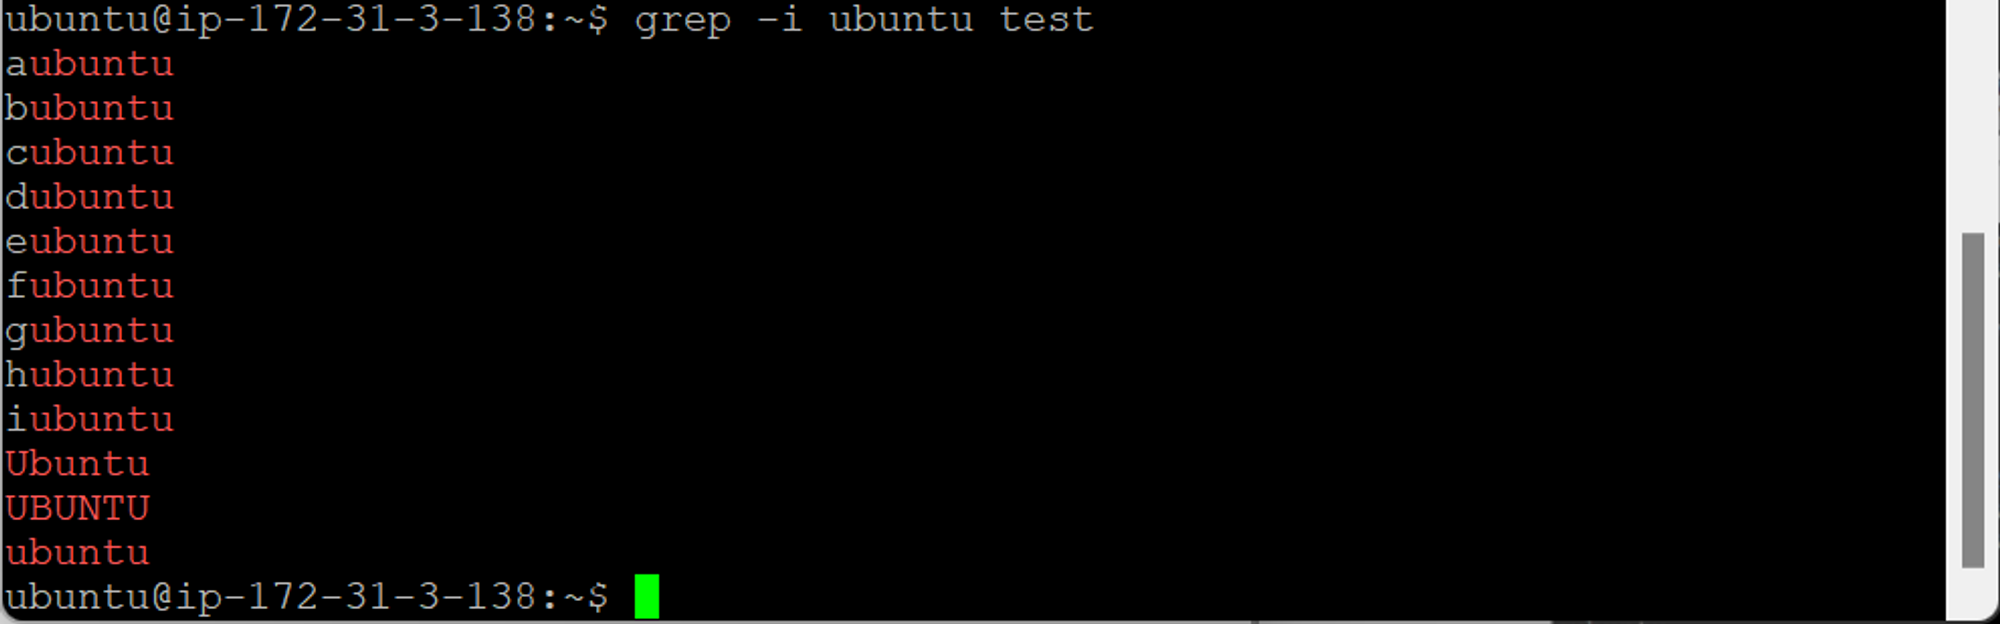 ubuntu@ip-172-31-3-138:~$ grep -i ubuntu test
aubuntu
bubuntu
cubuntu
dubuntu
eubuntu
fubuntu
gubuntu
hubuntu
iubuntu
Ubuntu
UBUNTU
ubuntu
ubuntu@ip-172-31-3-138:~$